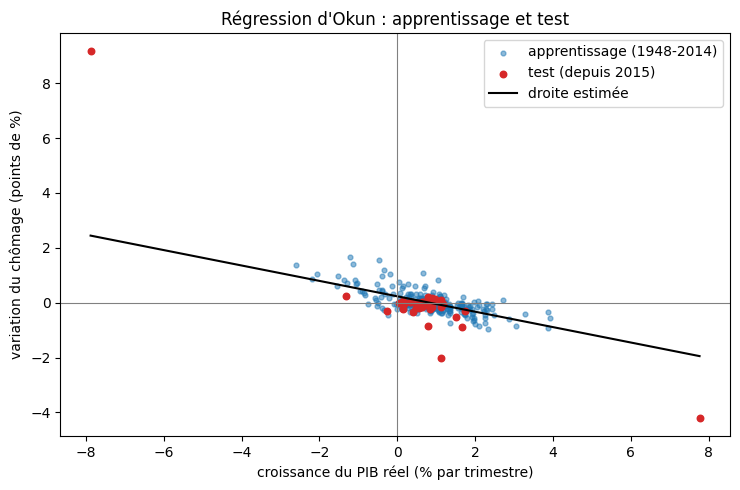 Régression d'Okun : apprentissage et test
apprentissage (1948-2014)
test (depuis 2015)
droite estimée
variation du chômage (points de %)
8
6
4
2
0
−2
−4
−8
−6
−4
−2
0
2
4
6
8
croissance du PIB réel (% par trimestre)